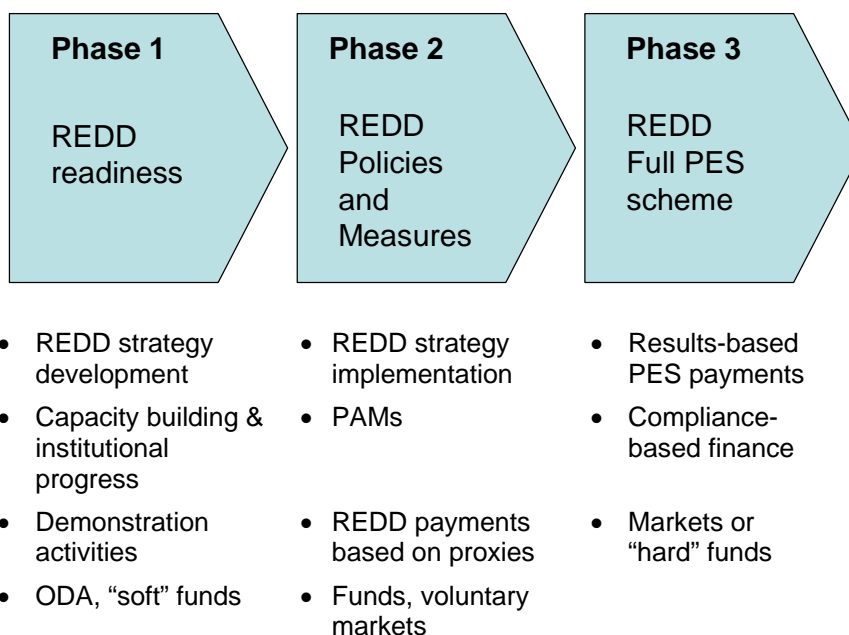 Phase 1
REDD
readiness
Phase 2
REDD
Policies
and
Measures
Phase 3
REDD
Full PES
scheme
• REDD strategy
development
• Capacity building &
institutional
progress
• Demonstration
activities
• ODA, “soft” funds
• REDD strategy
implementation
• PAMs
• REDD payments
based on proxies
• Funds, voluntary
markets
• Results-based
PES payments
• Compliance-
based finance
• Markets or
“hard” funds